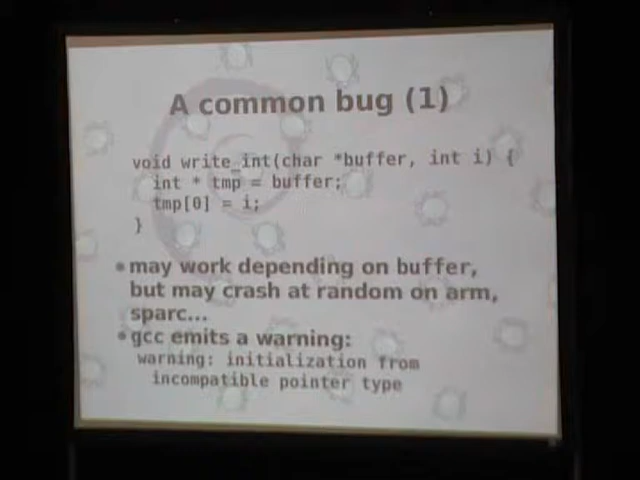 A common bug (1)
void write_int(char *buffer, int i) {
int * tmp = buffer;
tmp[0] = i;
}
•may work depending on buffer,
but may crash at random on arm,
sparc...
•gcc emits a warning:
warning: initialization from
incompatible pointer type